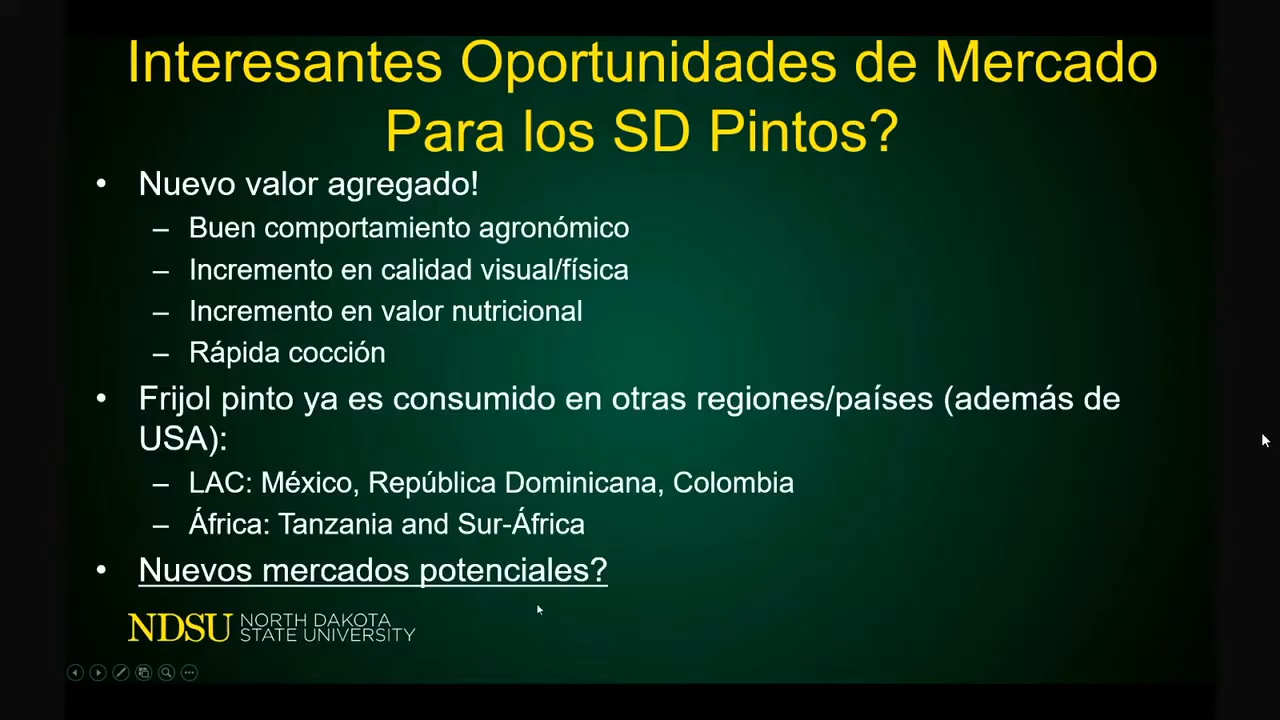 Interesantes Oportunidades de Mercado
Para los SD Pintos?
• Nuevo valor agregado!
– Buen comportamiento agronómico
– Incremento en calidad visual/física
– Incremento en valor nutricional
– Rápida cocción
• Frijol pinto ya es consumido en otras regiones/países (además de
USA):
– LAC: México, República Dominicana, Colombia
– África: Tanzania and Sur-África
• Nuevos mercados potenciales?
NDSU NORTH DAKOTA
STATE UNIVERSITY